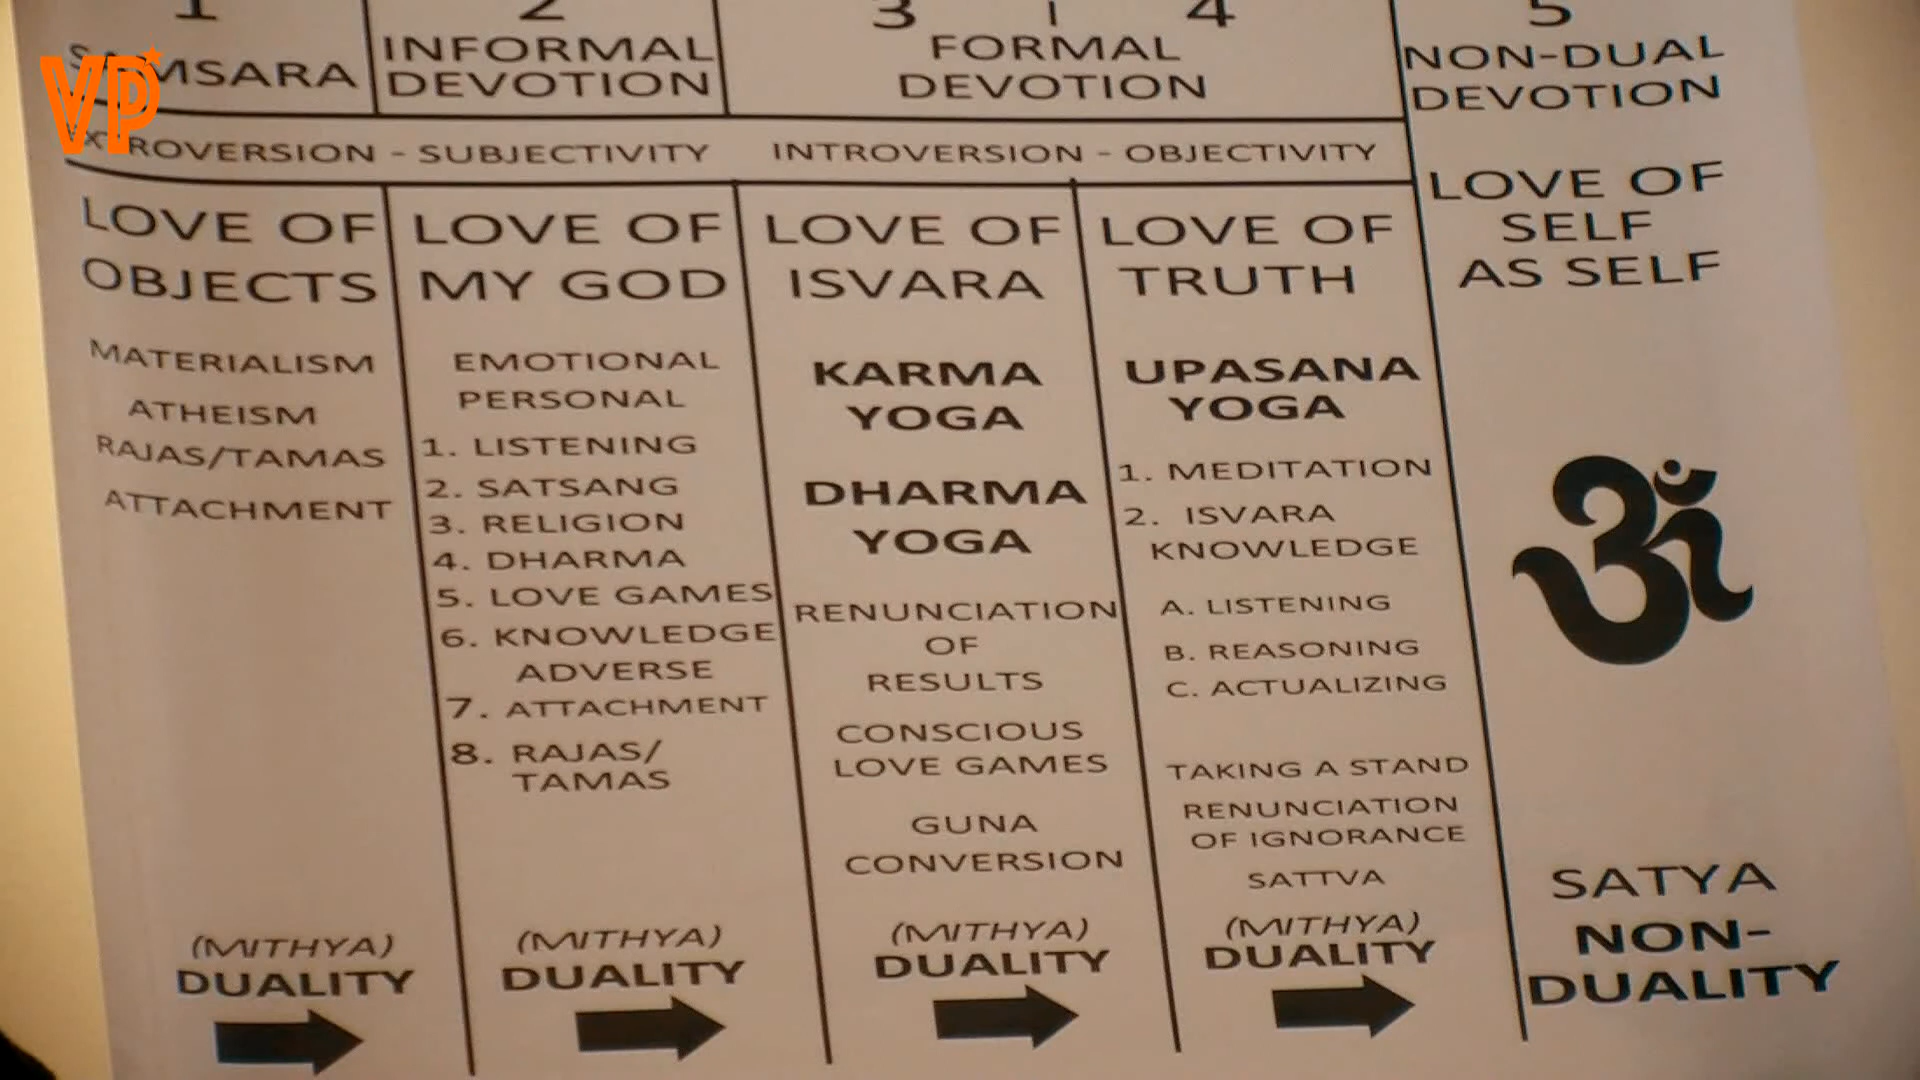 1
SAMSARA
EXTROVERSION - SUBJECTIVITY
2
INFORMAL
DEVOTION
3
4
FORMAL
DEVOTION
INTROVERSION - OBJECTIVITY
5
NON-DUAL
DEVOTION
LOVE OF
OBJECTS
MATERIALISM
ATHEISM
RAJAS/TAMAS
ATTACHMENT
(MITHYA)
DUALITY
LOVE OF
MY GOD
EMOTIONAL
PERSONAL
1. LISTENING
2. SATSANG
3. RELIGION
4. DHARMA
5. LOVE GAMES
6. KNOWLEDGE
ADVERSE
7. ATTACHMENT
8. RAJAS/
TAMAS
(MITHYA)
DUALITY
LOVE OF
ISVARA
KARMA
YOGA
DHARMA
YOGA
RENUNCIATION
OF
RESULTS
CONSCIOUS
LOVE GAMES
GUNA
CONVERSION
(MITHYA)
DUALITY
LOVE OF
TRUTH
UPASANA
YOGA
1. MEDITATION
2. ISVARA
KNOWLEDGE
A. LISTENING
B. REASONING
C. ACTUALIZING
TAKING A STAND
RENUNCIATION
OF IGNORANCE
SATTVA
(MITHYA)
DUALITY
LOVE OF
SELF
AS SELF
ॐ
SATYA
NON-
DUALITY
VP